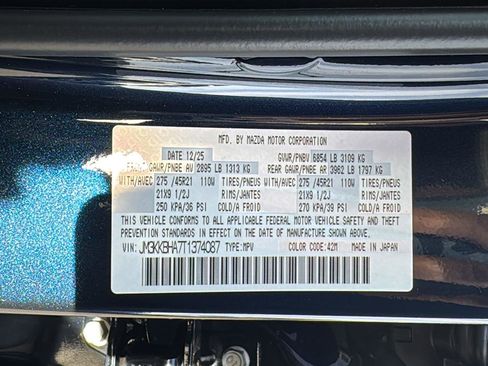 MFD. BY MAZDA MOTOR CORPORATION
DATE 12/25 GVWR/PNBV 6854 LB 3109 KG
FRONT GAWR/PNBE AV 2895 LB 1313 KG REAR GAWR/PNBE AR 3962 LB 1797 KG
WITH/AVEC 275 /45R21 110W TIRES/PNEUS WITH/AVEC 275 /45R21 110W TIRES/PNEUS
21X9 1/2J RIMS/JANTES 21X9 1/2J RIMS/JANTES
250 KPA/36 PSI COLD/A FROID 270 KPA/39 PSI COLD/A FROID
THIS VEHICLE CONFORMS TO ALL APPLICABLE FEDERAL MOTOR VEHICLE SAFETY AND THEFT
PREVENTION STANDARDS IN EFFECT ON THE DATE OF MANUFACTURE SHOWN ABOVE.
VIN: JM3KKBHA7T1374087 TYPE: MPV COLOR CODE: 42M MADE IN JAPAN